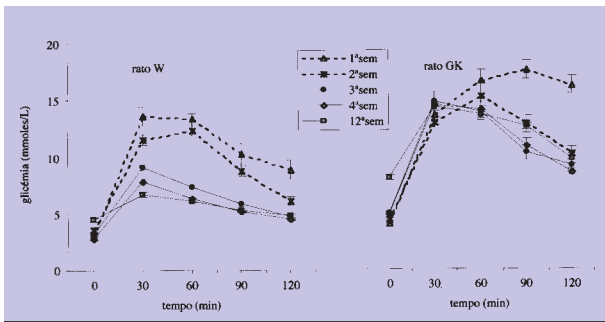 20
15
10
5
0
glicémia (mmoles/L)
rato W
0 30 60 90 120
tempo (min)
1ªsem
2ªsem
3ªsem
4ªsem
12ªsem
rato GK
0 30 60 90 120
tempo (min)